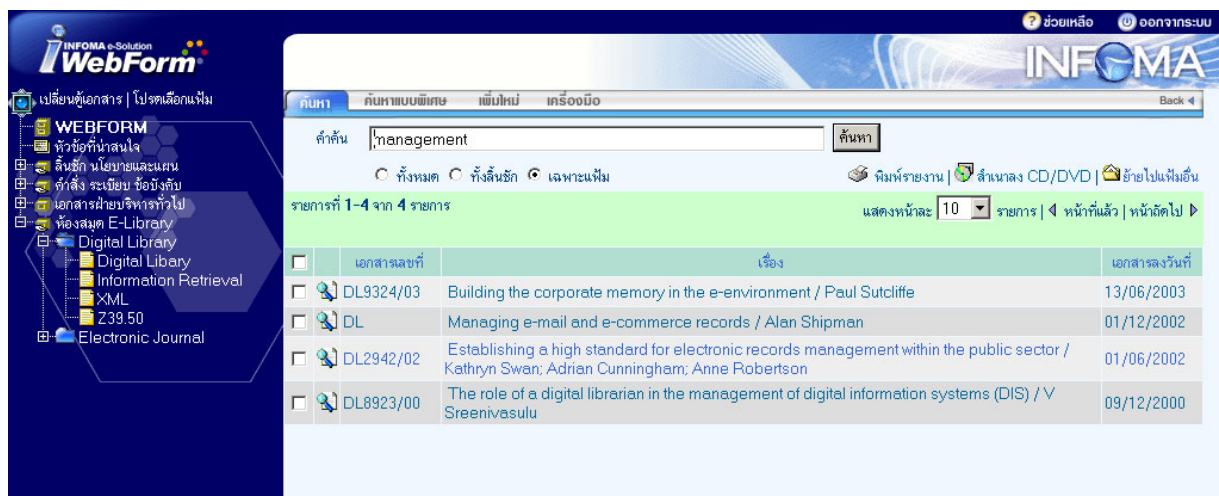 ช่วยเหลือ ออกจากระบบ
INFOMA e-Solution
iWebForm
INFOMA
เปลี่ยนตู้เอกสาร | โปรดเลือกแฟ้ม
WEBFORM
หัวข้อที่น่าสนใจ
ลิ้นชัก นโยบายและแผน
คำสั่ง ระเบียบ ข้อบังคับ
เอกสารฝ่ายบริหารทั่วไป
ห้องสมุด E-Library
Digital Library
Digital Libary
Information Retrieval
XML
Z39.50
Electronic Journal
ค้นหา ค้นหาแบบพิเศษ เพิ่มใหม่ เครื่องมือ Back
คำค้น management ค้นหา
ทั้งหมด ทั้งลิ้นชัก เฉพาะแฟ้ม
พิมพ์รายงาน | สำเนาลง CD/DVD | ย้ายไปแฟ้มอื่น
รายการที่ 1-4 จาก 4 รายการ
แสดงหน้าละ 10 รายการ | หน้าที่แล้ว | หน้าถัดไป
เอกสารเลขที่ เรื่อง เอกสารลงวันที่
DL9324/03 Building the corporate memory in the e-environment / Paul Sutcliffe 13/06/2003
DL Managing e-mail and e-commerce records / Alan Shipman 01/12/2002
DL2942/02 Establishing a high standard for electronic records management within the public sector / 01/06/2002
Kathryn Swan; Adrian Cunningham; Anne Robertson
DL8923/00 The role of a digital librarian in the management of digital information systems (DIS) / V 09/12/2000
Sreenivasulu